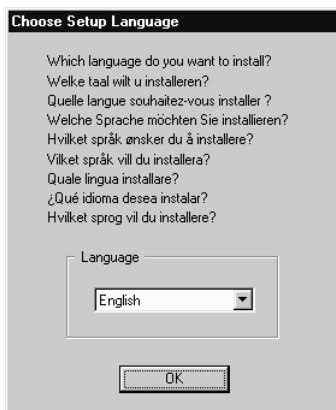 Choose Setup Language
Which language do you want to install?
Welke taal wilt u installeren?
Quelle langue souhaitez-vous installer ?
Welche Sprache möchten Sie installieren?
Hvilket språk ønsker du å installere?
Vilket språk vill du installera?
Quale lingua installare?
¿Qué idioma desea instalar?
Hvilket sprog vil du installere?
Language
English
OK